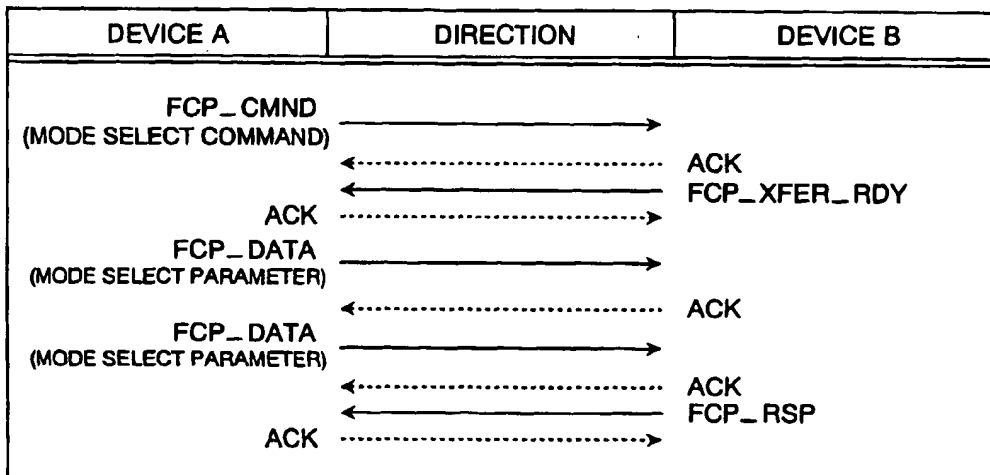 DEVICE A DIRECTION DEVICE B
FCP_CMND
(MODE SELECT COMMAND)
ACK
FCP_XFER_RDY
ACK
FCP_DATA
(MODE SELECT PARAMETER)
ACK
FCP_DATA
(MODE SELECT PARAMETER)
ACK
FCP_RSP
ACK